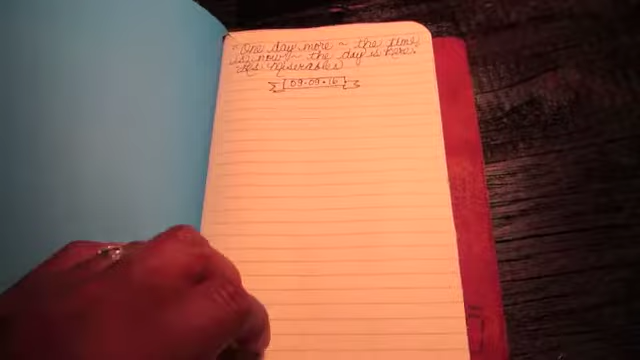 "One day more ~ the time
is now ~ the day is here."
Les Miserables
09.09.16